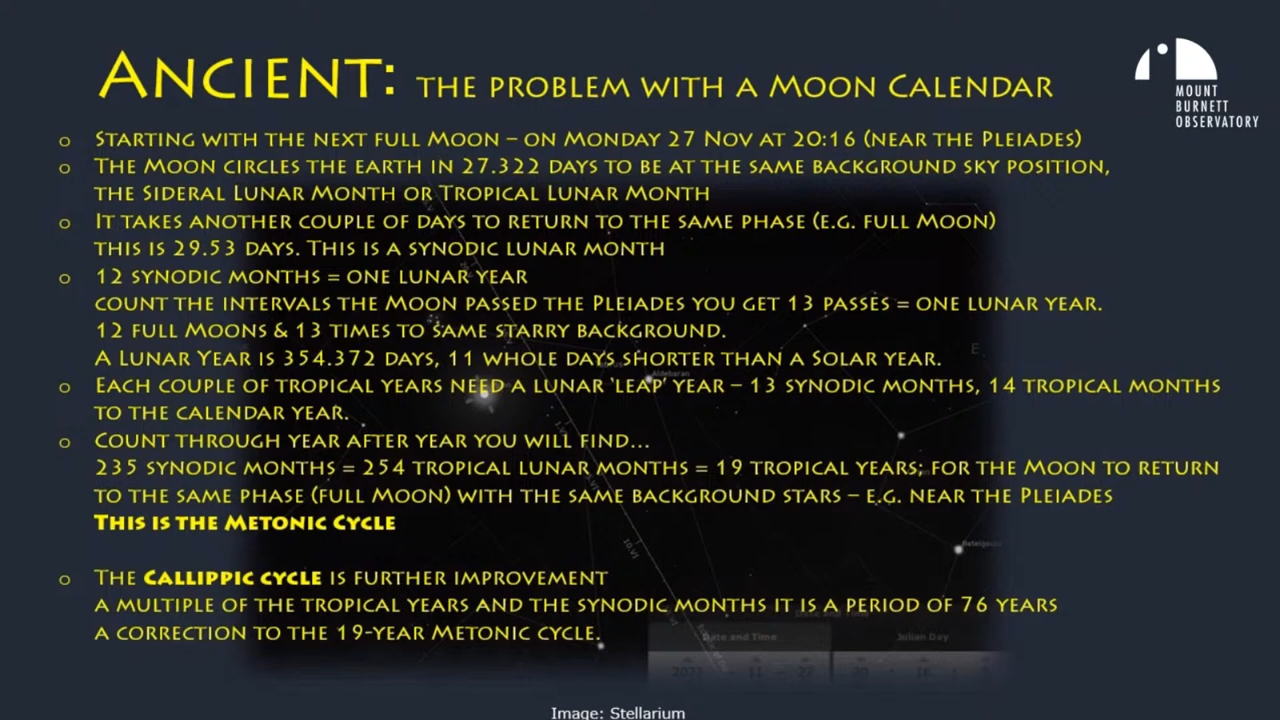 ANCIENT: THE PROBLEM WITH A MOON CALENDAR
MOUNT
BURNETT
OBSERVATORY
o STARTING WITH THE NEXT FULL MOON – ON MONDAY 27 NOV AT 20:16 (NEAR THE PLEIADES)
o THE MOON CIRCLES THE EARTH IN 27.322 DAYS TO BE AT THE SAME BACKGROUND SKY POSITION,
THE SIDERAL LUNAR MONTH OR TROPICAL LUNAR MONTH
o IT TAKES ANOTHER COUPLE OF DAYS TO RETURN TO THE SAME PHASE (E.G. FULL MOON)
THIS IS 29.53 DAYS. THIS IS A SYNODIC LUNAR MONTH
o 12 SYNODIC MONTHS = ONE LUNAR YEAR
COUNT THE INTERVALS THE MOON PASSED THE PLEIADES YOU GET 13 PASSES = ONE LUNAR YEAR.
12 FULL MOONS & 13 TIMES TO SAME STARRY BACKGROUND.
A LUNAR YEAR IS 354.372 DAYS, 11 WHOLE DAYS SHORTER THAN A SOLAR YEAR.
Aldebaran
o EACH COUPLE OF TROPICAL YEARS NEED A LUNAR 'LEAP' YEAR – 13 SYNODIC MONTHS, 14 TROPICAL MONTHS
TO THE CALENDAR YEAR.
o COUNT THROUGH YEAR AFTER YEAR YOU WILL FIND...
235 SYNODIC MONTHS = 254 TROPICAL LUNAR MONTHS = 19 TROPICAL YEARS; FOR THE MOON TO RETURN
TO THE SAME PHASE (FULL MOON) WITH THE SAME BACKGROUND STARS – E.G. NEAR THE PLEIADES
THIS IS THE METONIC CYCLE
Betelgeuse
o THE CALLIPPIC CYCLE IS FURTHER IMPROVEMENT
A MULTIPLE OF THE TROPICAL YEARS AND THE SYNODIC MONTHS IT IS A PERIOD OF 76 YEARS
A CORRECTION TO THE 19-YEAR METONIC CYCLE.
Date and Time Julian Day
Image: Stellarium